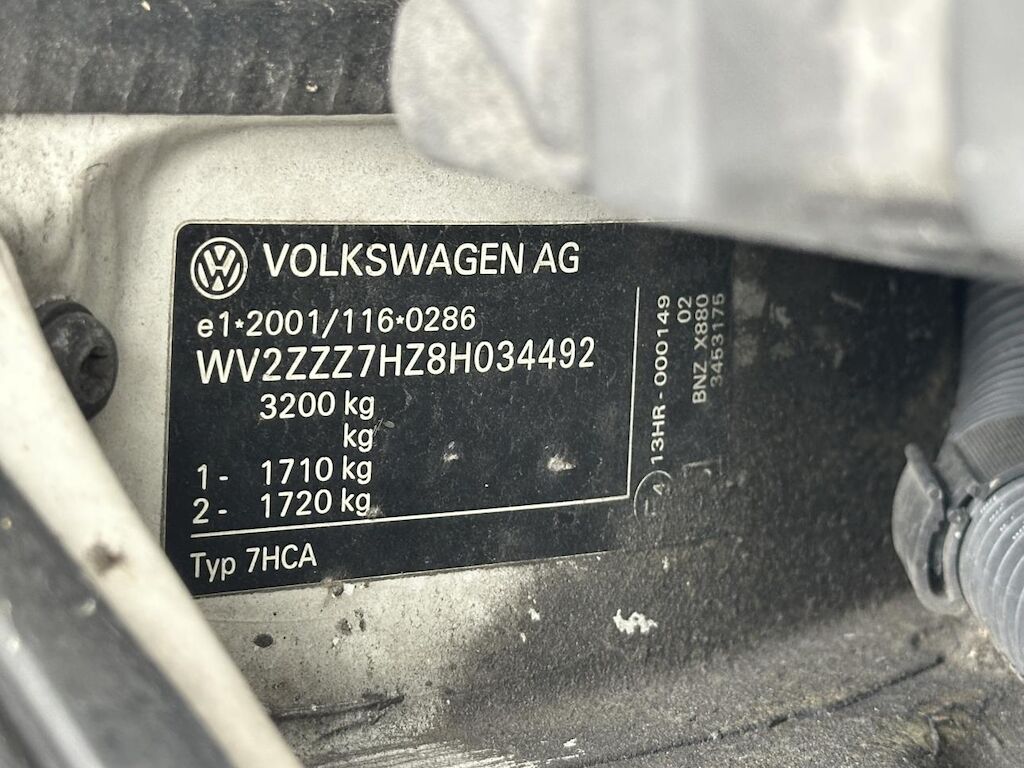 VOLKSWAGEN AG
e1*2001/116*0286
WV2ZZZ7HZ8H034492
3200 kg
kg
1- 1710 kg
2- 1720 kg
Typ 7HCA
13HR-000149
02
BNZ X880
3453175